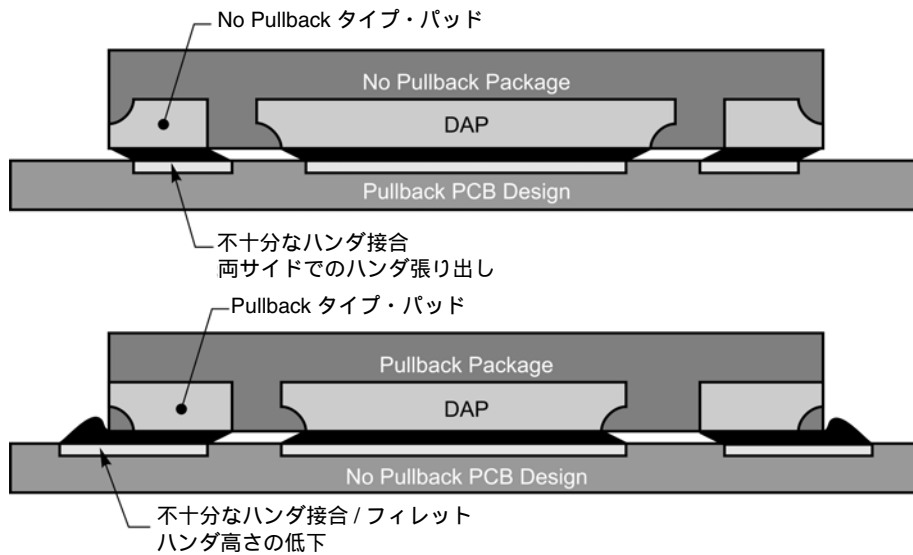 No Pullback タイプ・パッド
No Pullback Package
DAP
Pullback PCB Design
不十分なハンダ接合
両サイドでのハンダ張り出し
Pullback タイプ・パッド
Pullback Package
DAP
No Pullback PCB Design
不十分なハンダ接合 / フィレット
ハンダ高さの低下